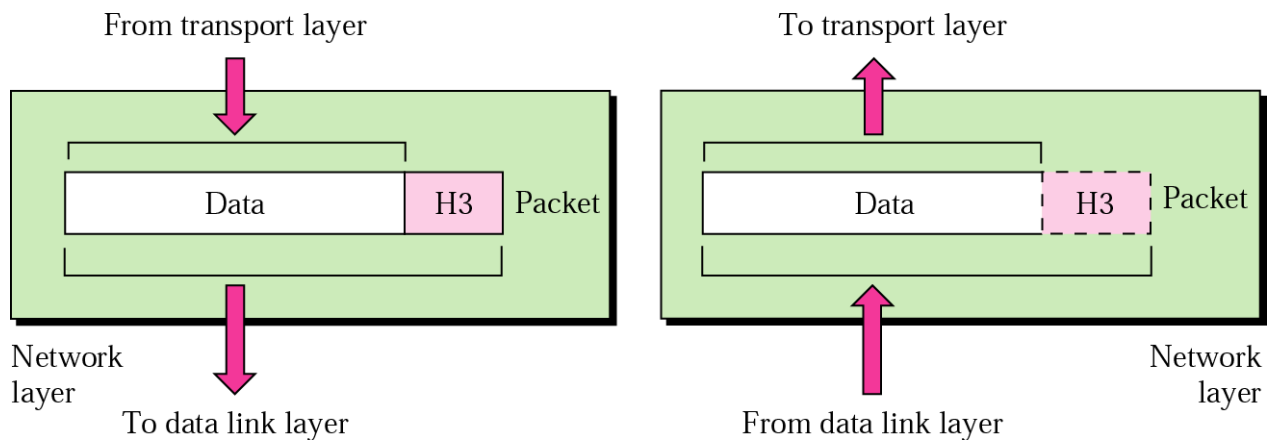 From transport layer
To transport layer
Data
H3
Packet
Data
H3
Packet
Network
layer
Network
layer
To data link layer
From data link layer